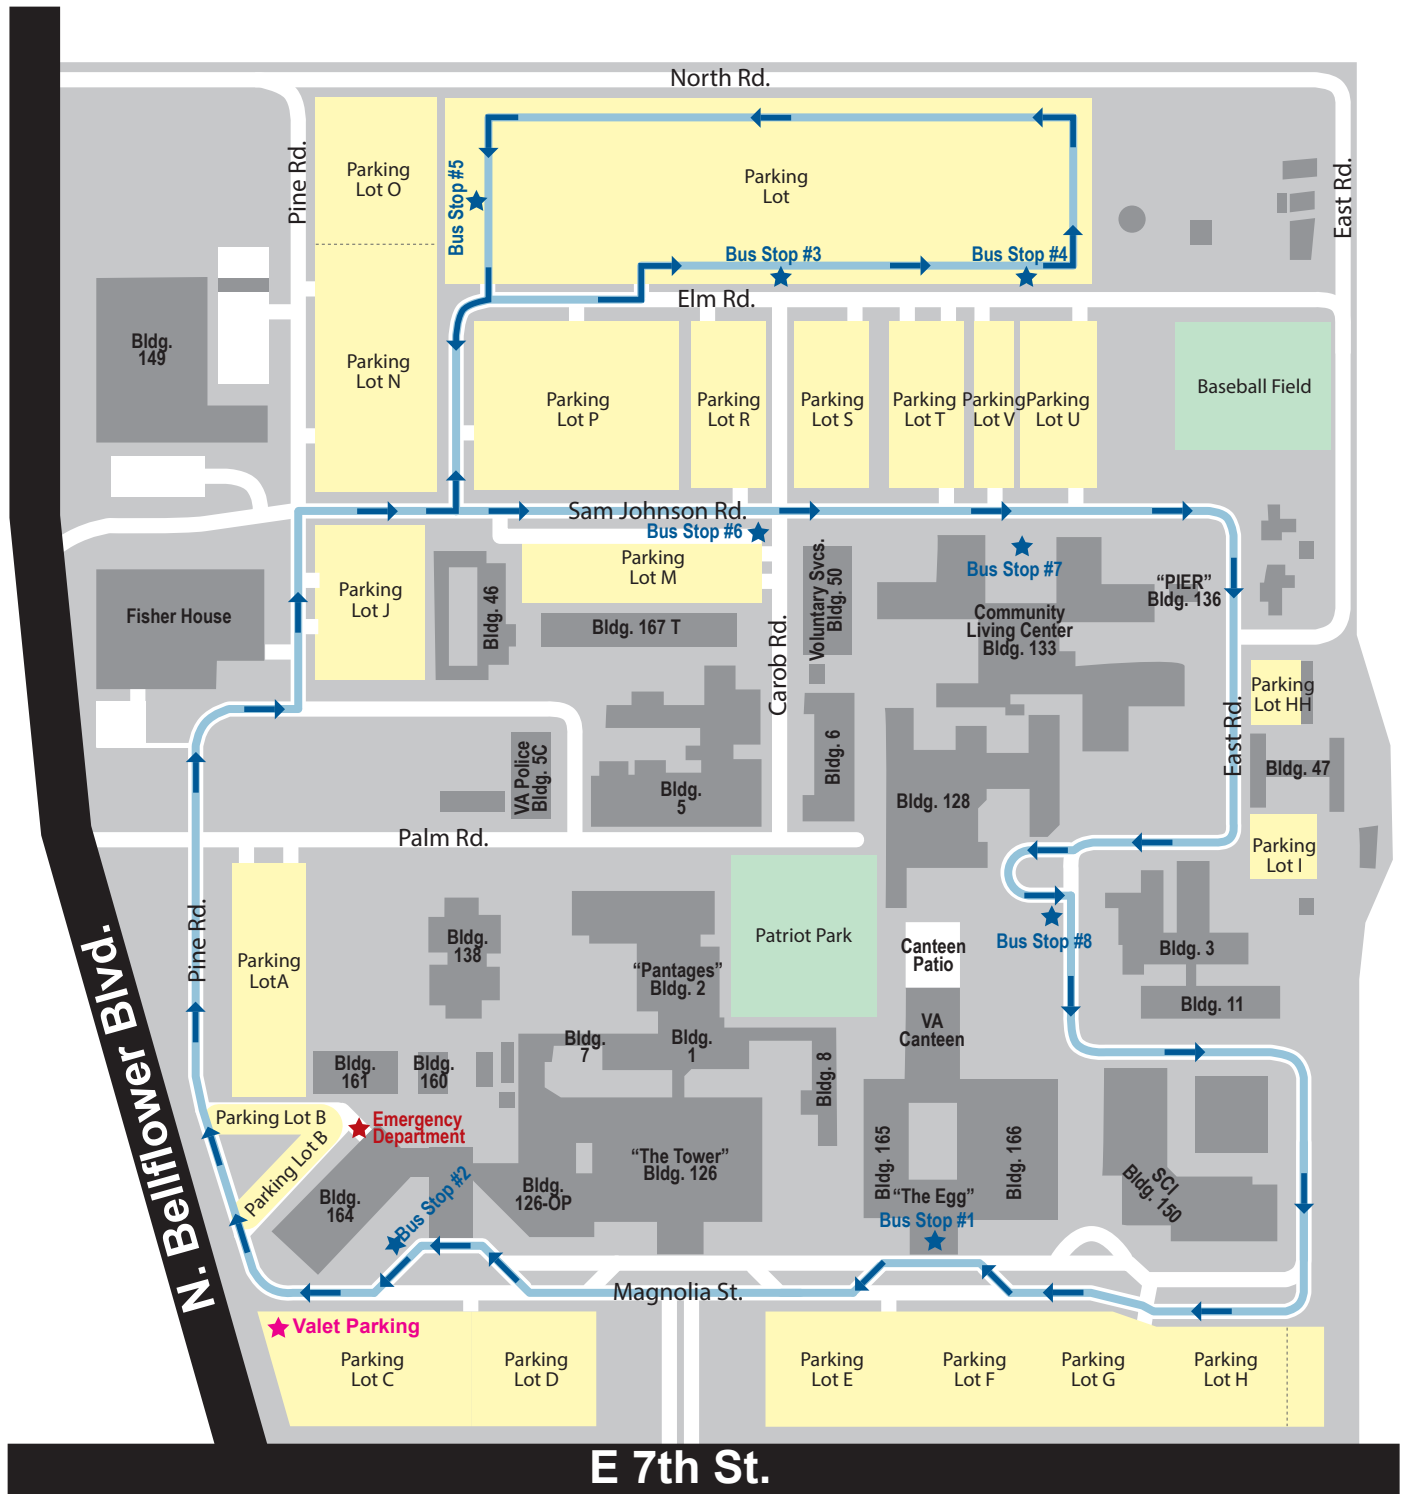 North Rd.
Pine Rd.
Parking
Lot O
Bus Stop #5
Parking
Lot
East Rd.
Bus Stop #3
Bus Stop #4
Elm Rd.
Bldg.
149
Parking
Lot N
Parking
Lot P
Parking
Lot R
Parking
Lot S
Parking
Lot T
Parking
Lot V
Parking
Lot U
Baseball Field
Sam Johnson Rd.
Bus Stop #6
Bus Stop #7
Fisher House
Parking
Lot J
Bldg. 46
Parking
Lot M
Bldg. 167 T
Carob Rd.
Voluntary Svcs.
Bldg. 50
Community
Living Center
Bldg. 133
"PIER"
Bldg. 136
Parking
Lot HH
East Rd.
VA Police
Bldg. 5C
Bldg.
5
Bldg. 6
Bldg. 128
Bldg. 47
Palm Rd.
Parking
Lot I
Pine Rd.
Parking
LotA
Bldg.
138
"Pantages"
Bldg. 2
Patriot Park
Canteen
Patio
Bus Stop #8
Bldg. 3
Bldg. 11
N. Bellflower Blvd.
Bldg.
161
Bldg.
160
Bldg.
7
Bldg.
1
Bldg. 8
VA
Canteen
Parking Lot B
Parking Lot B
Emergency
Department
Bldg.
164
Bus Stop #2
Bldg.
126-OP
"The Tower"
Bldg. 126
Bldg. 165
Bldg. 166
"The Egg"
Bus Stop #1
SCI
Bldg. 150
Magnolia St.
Valet Parking
Parking
Lot C
Parking
Lot D
Parking
Lot E
Parking
Lot F
Parking
Lot G
Parking
Lot H
E 7th St.